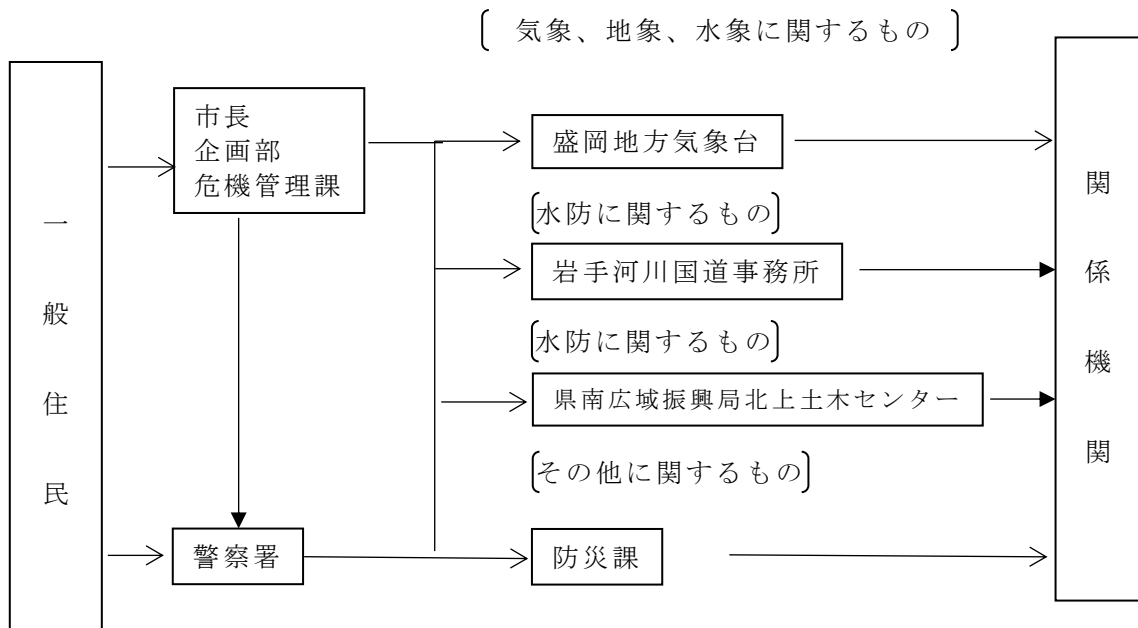 〔 気象、地象、水象に関するもの 〕
一般住民
市長
企画部
危機管理課
盛岡地方気象台
〔水防に関するもの〕
岩手河川国道事務所
〔水防に関するもの〕
県南広域振興局北上土木センター
〔その他に関するもの〕
警察署
防災課
関係機関